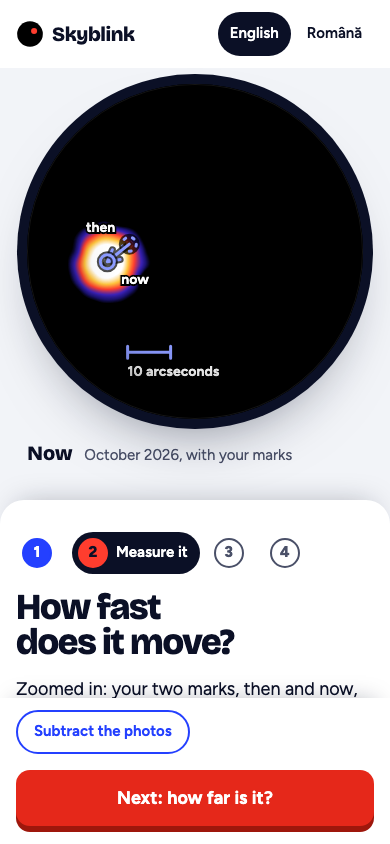 Skyblink
English
Română
then
now
10 arcseconds
Now October 2026, with your marks
1
2 Measure it
3
4
How fast
does it move?
Zoomed in: your two marks, then and now,
Subtract the photos
Next: how far is it?